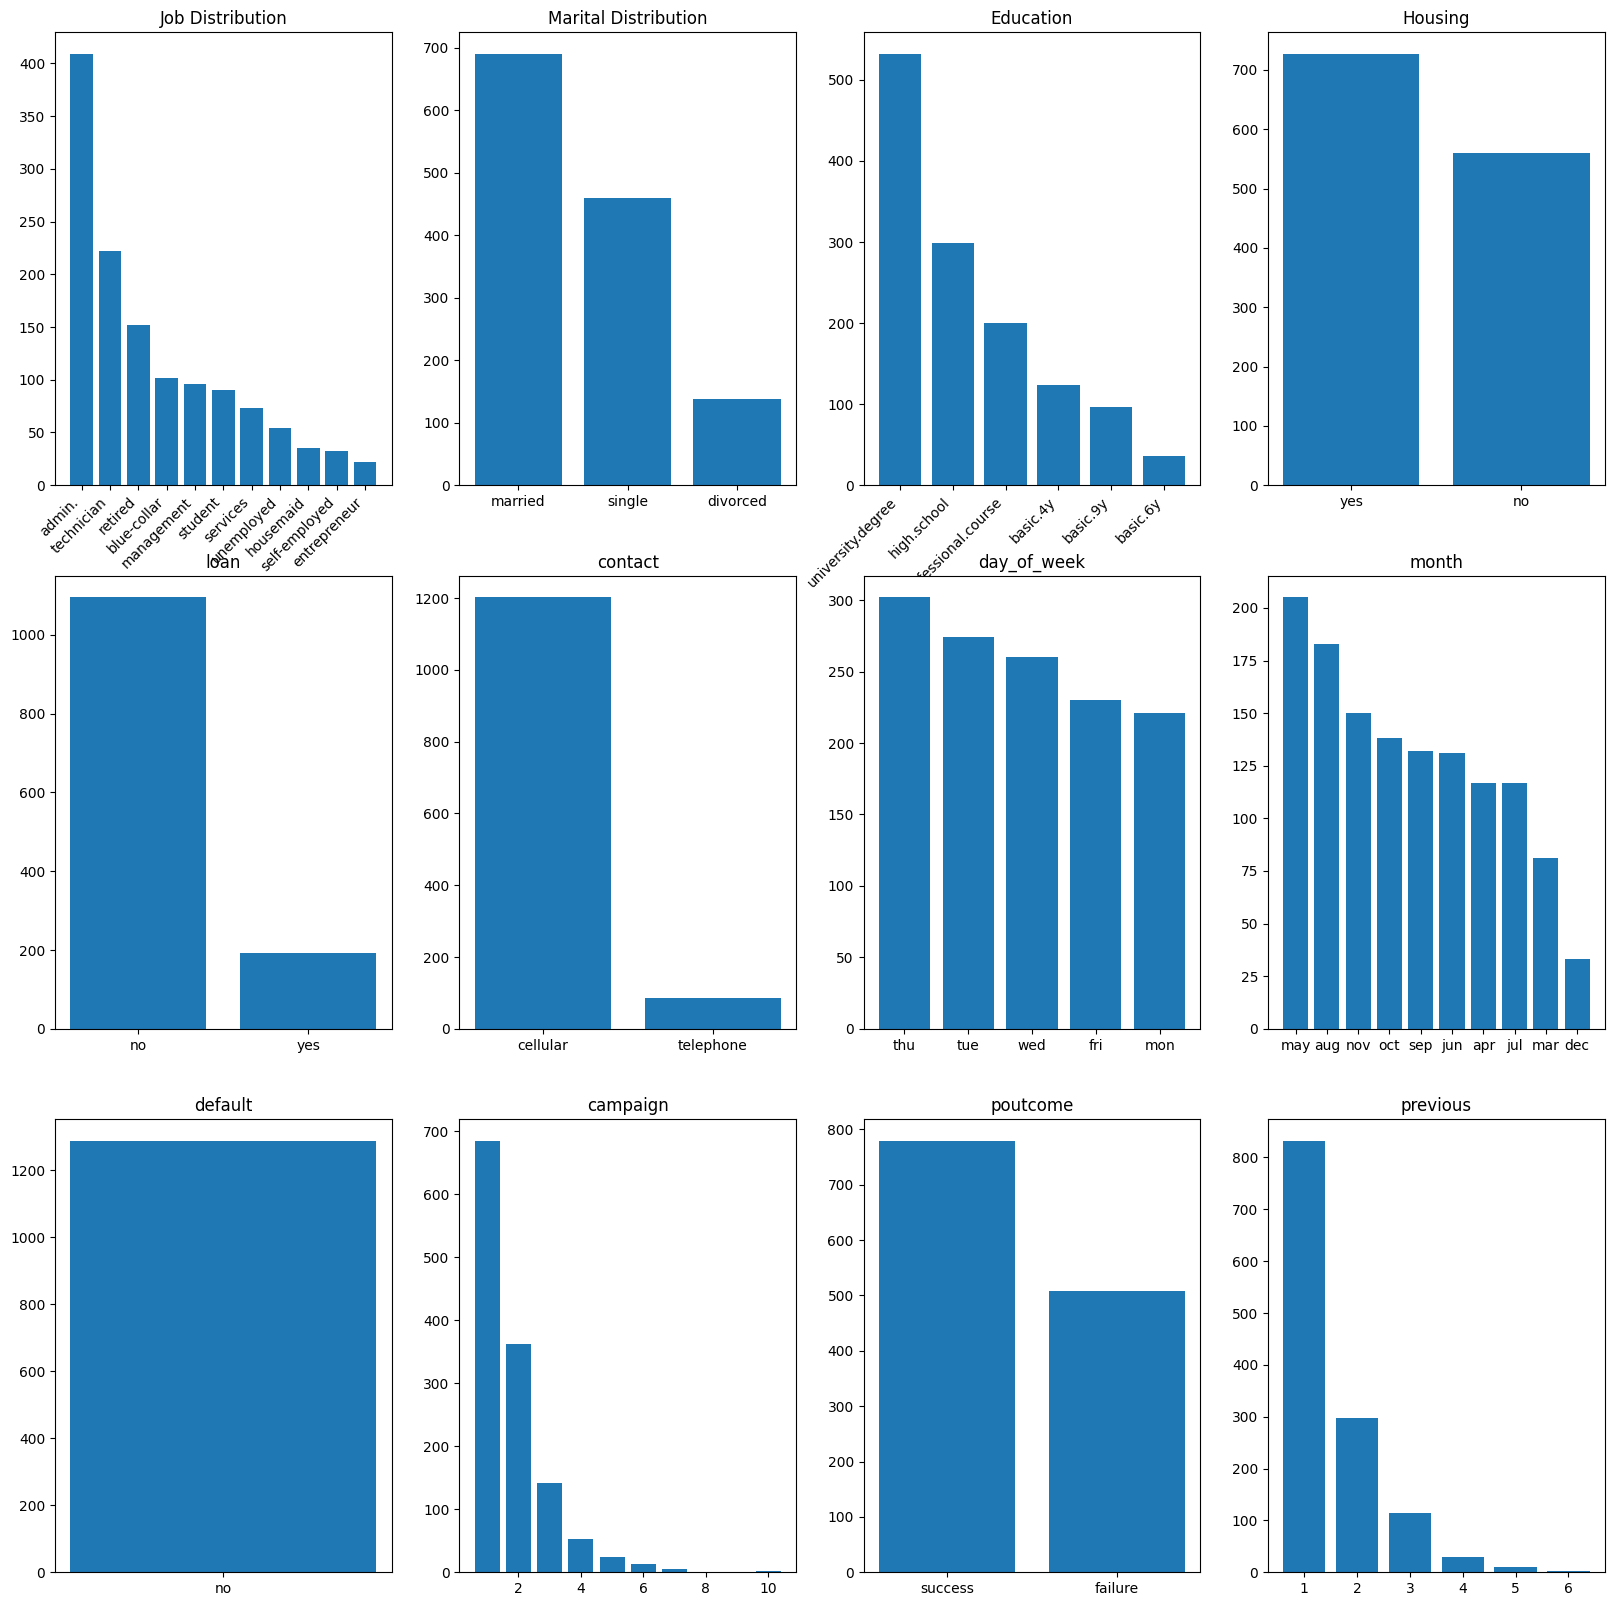 Job Distribution
400
350
300
250
200
150
100
50
0
admin.
technician
retired
blue-collar
management
student
services
housemaid
self-employed
entrepreneur
Marital Distribution
700
600
500
400
300
200
100
0
married
single
divorced
Education
500
400
300
200
100
0
university.degree
high.school
fessional.course
basic.4y
basic.9y
basic.6y
Housing
700
600
500
400
300
200
100
0
yes
no
loan
1000
800
600
400
200
0
no
yes
contact
1200
1000
800
600
400
200
0
cellular
telephone
day_of_week
300
250
200
150
100
50
0
thu
tue
wed
fri
mon
month
200
175
150
125
100
75
50
25
0
may aug nov oct sep jun apr jul mar dec
default
1200
1000
800
600
400
200
0
no
campaign
700
600
500
400
300
200
100
0
2 4 6 8 10
poutcome
800
700
600
500
400
300
200
100
0
success
failure
previous
800
700
600
500
400
300
200
100
0
1 2 3 4 5 6